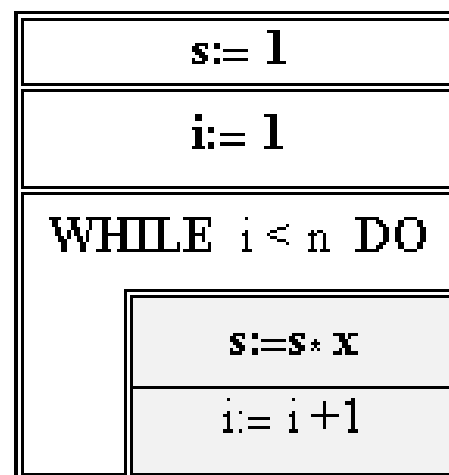 s:= 1
i:= 1
WHILE i < n DO
s:=s* x
i:= i +1